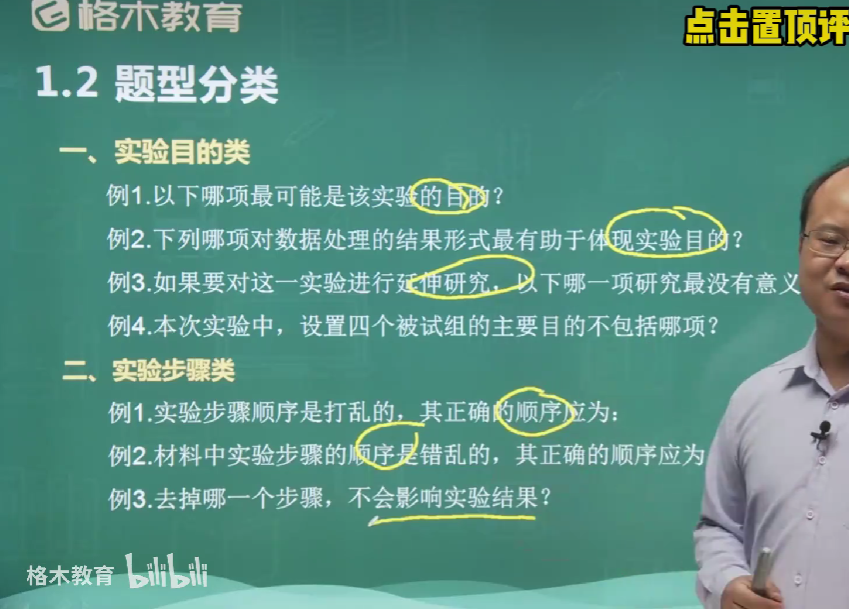 格木教育
点击置顶评
1.2 题型分类
一、实验目的类
例1.以下哪项最可能是该实验的目的？
例2.下列哪项对数据处理的结果形式最有助于体现实验目的？
例3.如果要对这一实验进行延伸研究，以下哪一项研究最没有意义
例4.本次实验中，设置四个被试组的主要目的不包括哪项？
二、实验步骤类
例1.实验步骤顺序是打乱的，其正确的顺序应为：
例2.材料中实验步骤的顺序是错乱的，其正确的顺序应为
例3.去掉哪一个步骤，不会影响实验结果？
格木教育 bilibili